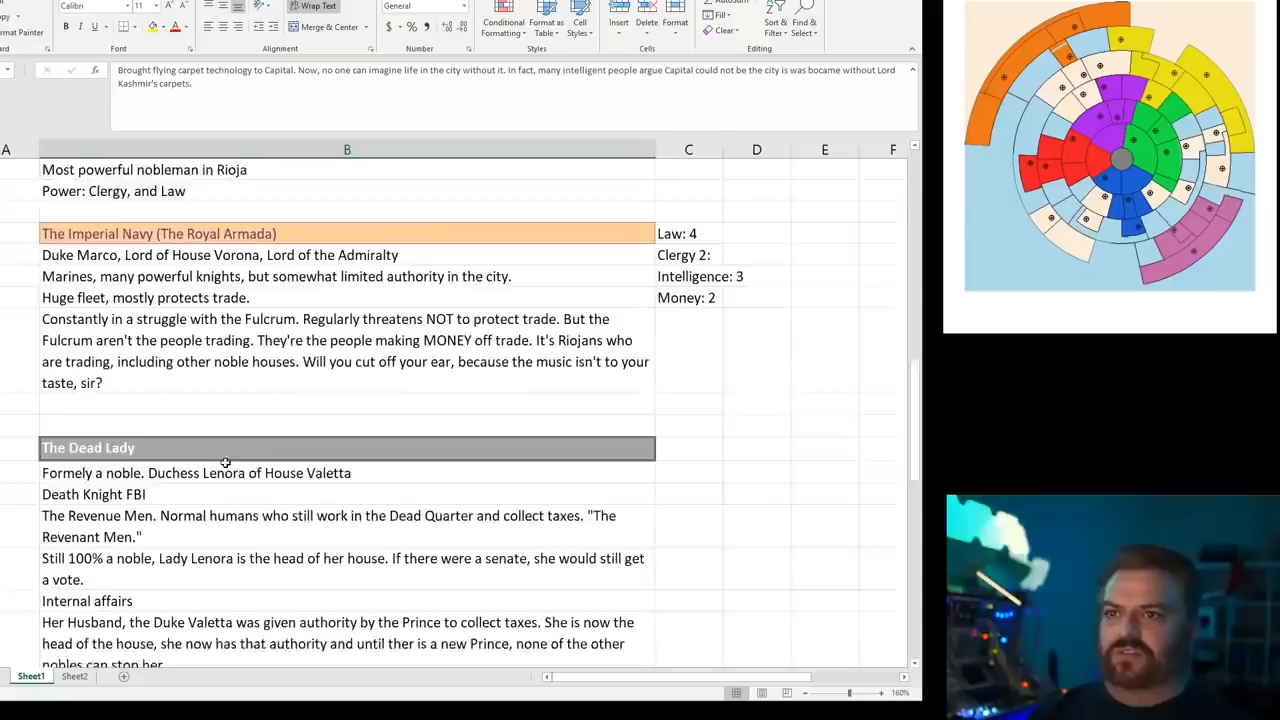 Calibri
11
Wrap Text
General
B I U
Merge & Center
$ % ,
Conditional Formatting
Format as Table
Cell Styles
Insert
Delete
Format
Fill
Clear
Sort & Filter
Find & Select
Font
Alignment
Number
Styles
Cells
Editing
fx
Brought flying carpet technology to Capital. Now, no one can imagine life in the city without it. In fact, many intelligent people argue Capital could not be the city is was bocame without Lord
Kashmir's carpets.
A B C D E F
Most powerful nobleman in Rioja
Power: Clergy, and Law
The Imperial Navy (The Royal Armada) Law: 4
Duke Marco, Lord of House Vorona, Lord of the Admiralty Clergy 2:
Marines, many powerful knights, but somewhat limited authority in the city. Intelligence: 3
Huge fleet, mostly protects trade. Money: 2
Constantly in a struggle with the Fulcrum. Regularly threatens NOT to protect trade. But the
Fulcrum aren't the people trading. They're the people making MONEY off trade. It's Riojans who
are trading, including other noble houses. Will you cut off your ear, because the music isn't to your
taste, sir?
The Dead Lady
Formely a noble. Duchess Lenora of House Valetta
Death Knight FBI
The Revenue Men. Normal humans who still work in the Dead Quarter and collect taxes. "The
Revenant Men."
Still 100% a noble, Lady Lenora is the head of her house. If there were a senate, she would still get
a vote.
Internal affairs
Her Husband, the Duke Valetta was given authority by the Prince to collect taxes. She is now the
head of the house, she now has that authority and until ther is a new Prince, none of the other
nobles can stop her
Sheet1 Sheet2
160%